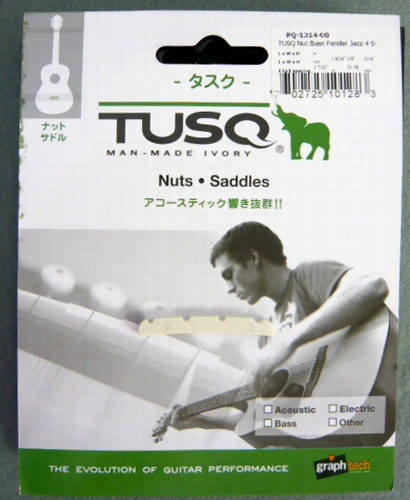 PQ-1214-00
TUSQ Nut Bass Fender Jazz 4 S
L x W x H
L x W x H
- タスク -
7 02725 10128 3
ナット
サドル
TUSQ
MAN-MADE IVORY ®
Nuts • Saddles
アコースティック響き抜群!!
Acoustic
Electric
Bass
Other
THE EVOLUTION OF GUITAR PERFORMANCE
graph tech